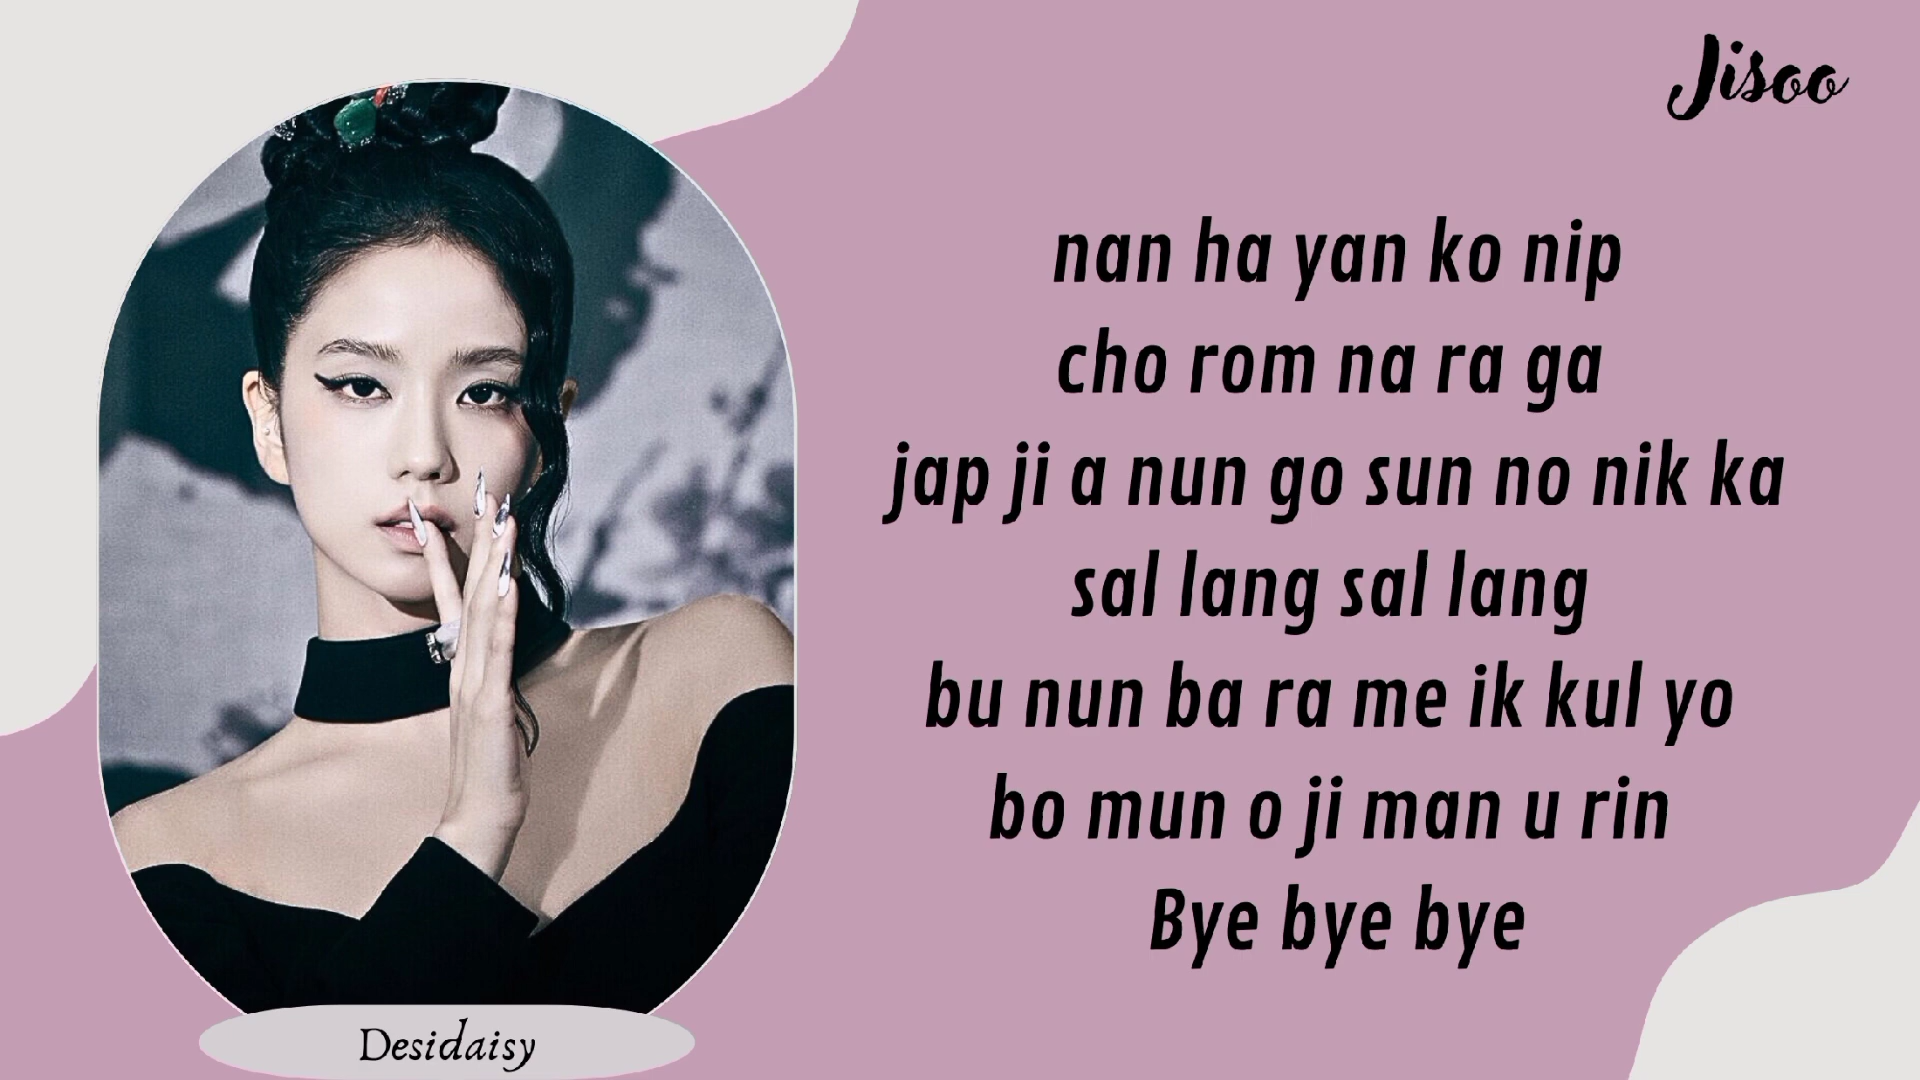 Jisoo
nan ha yan ko nip
cho rom na ra ga
jap ji a nun go sun no nik ka
sal lang sal lang
bu nun ba ra me ik kul yo
bo mun o ji man u rin
Bye bye bye
Desidaisy